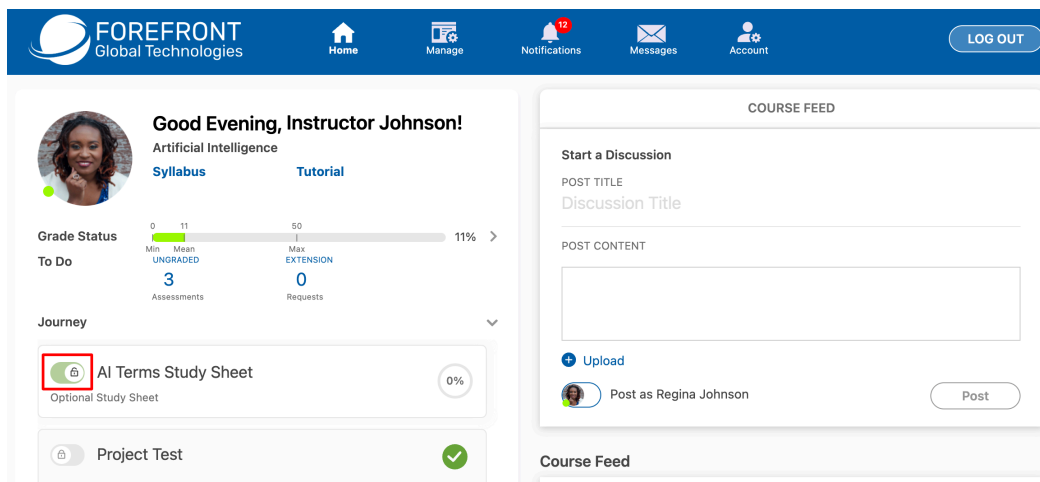 FOREFRONT
Global Technologies
Home
Manage
12
Notifications
Messages
Account
LOG OUT
Good Evening, Instructor Johnson!
Artificial Intelligence
Syllabus Tutorial
Grade Status
0 11 50
Min Mean Max
11%
To Do
UNGRADED EXTENSION
3 0
Assessments Requests
Journey
AI Terms Study Sheet
Optional Study Sheet
0%
Project Test
COURSE FEED
Start a Discussion
POST TITLE
Discussion Title
POST CONTENT
Upload
Post as Regina Johnson
Post
Course Feed